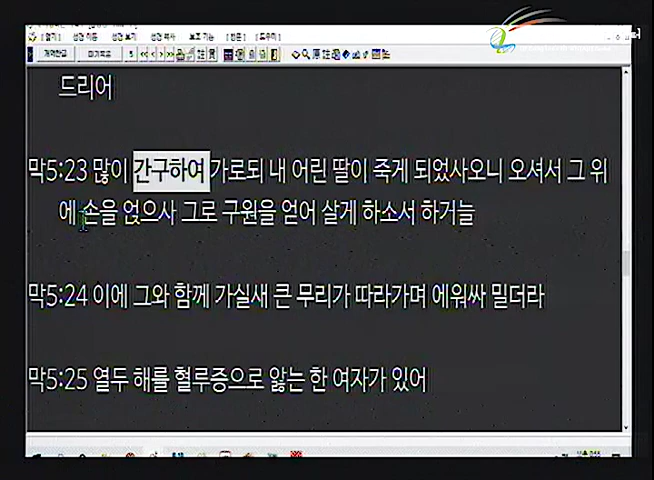 드리어
막5:23 많이 간구하여 가로되 내 어린 딸이 죽게 되었사오니 오셔서 그 위
에 손을 얹으사 그로 구원을 얻어 살게 하소서 하거늘
막5:24 이에 그와 함께 가실새 큰 무리가 따라가며 에워싸 밀더라
막5:25 열두 해를 혈루증으로 앓는 한 여자가 있어